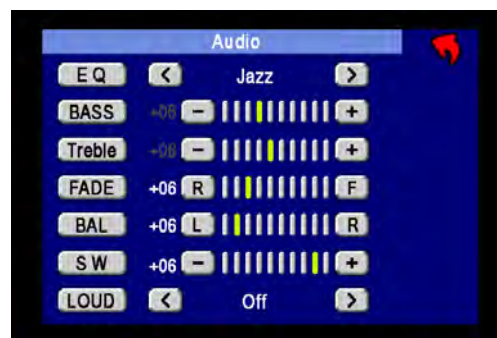 Audio
EQ < Jazz >
BASS +06 - +
Treble +06 - +
FADE +06 R F
BAL +06 L R
SW +06 - +
LOUD < Off >